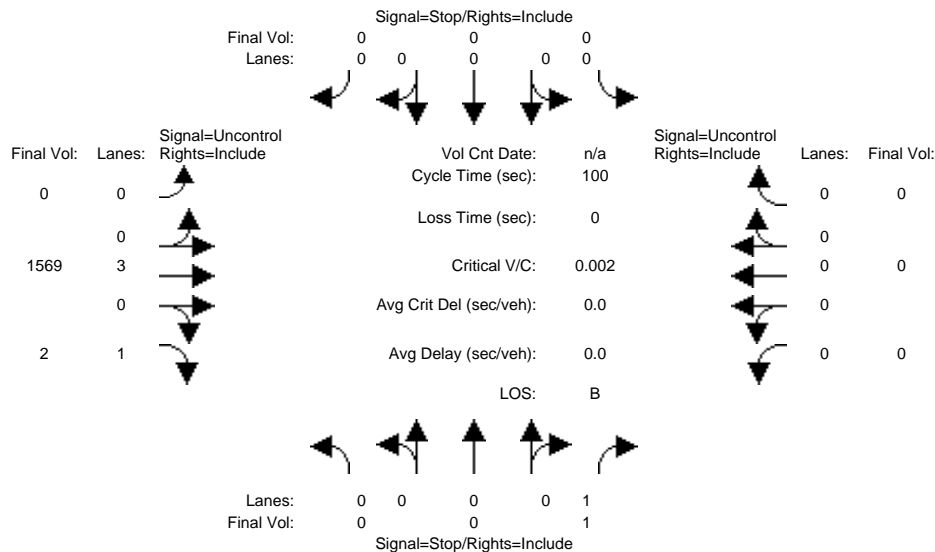 Signal=Stop/Rights=Include
Final Vol: 0 0 0
Lanes: 0 0 0 0 0
Signal=Uncontrol
Final Vol: Lanes: Rights=Include
Vol Cnt Date: n/a
Signal=Uncontrol
Rights=Include Lanes: Final Vol:
Cycle Time (sec): 100
0 0
0 0
Loss Time (sec): 0
0
0
1569 3
Critical V/C: 0.002
0 0
0
Avg Crit Del (sec/veh): 0.0
0
2 1
Avg Delay (sec/veh): 0.0
0 0
LOS: B
Lanes: 0 0 0 0 1
Final Vol: 0 0 1
Signal=Stop/Rights=Include